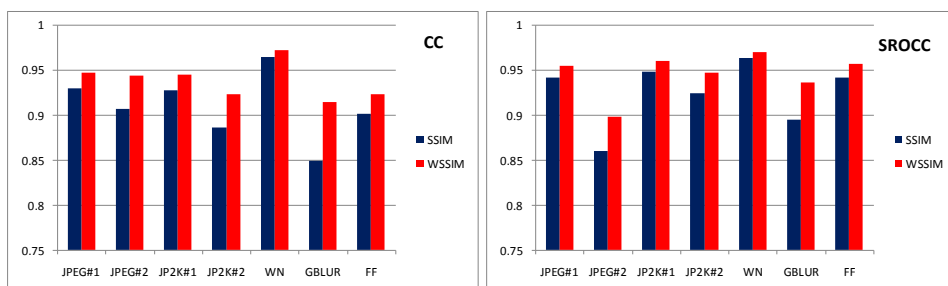 CC
1
0.95
0.9
0.85
0.8
0.75
JPEG#1 JPEG#2 JP2K#1 JP2K#2 WN GBLUR FF
SSIM
WSSIM
SROCC
1
0.95
0.9
0.85
0.8
0.75
JPEG#1 JPEG#2 JP2K#1 JP2K#2 WN GBLUR FF
SSIM
WSSIM